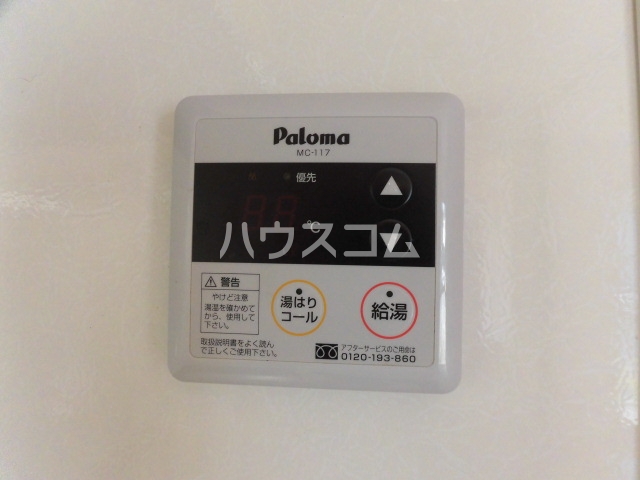 Paloma
MC-117
優先
℃
ハウスコム
警告
やけど注意
湯温を確かめて
から、使用して
下さい。
取扱説明書をよく読ん
で正しくご使用下さい。
湯はり
コール
給湯
アフターサービスのご用命は
0120-193-860